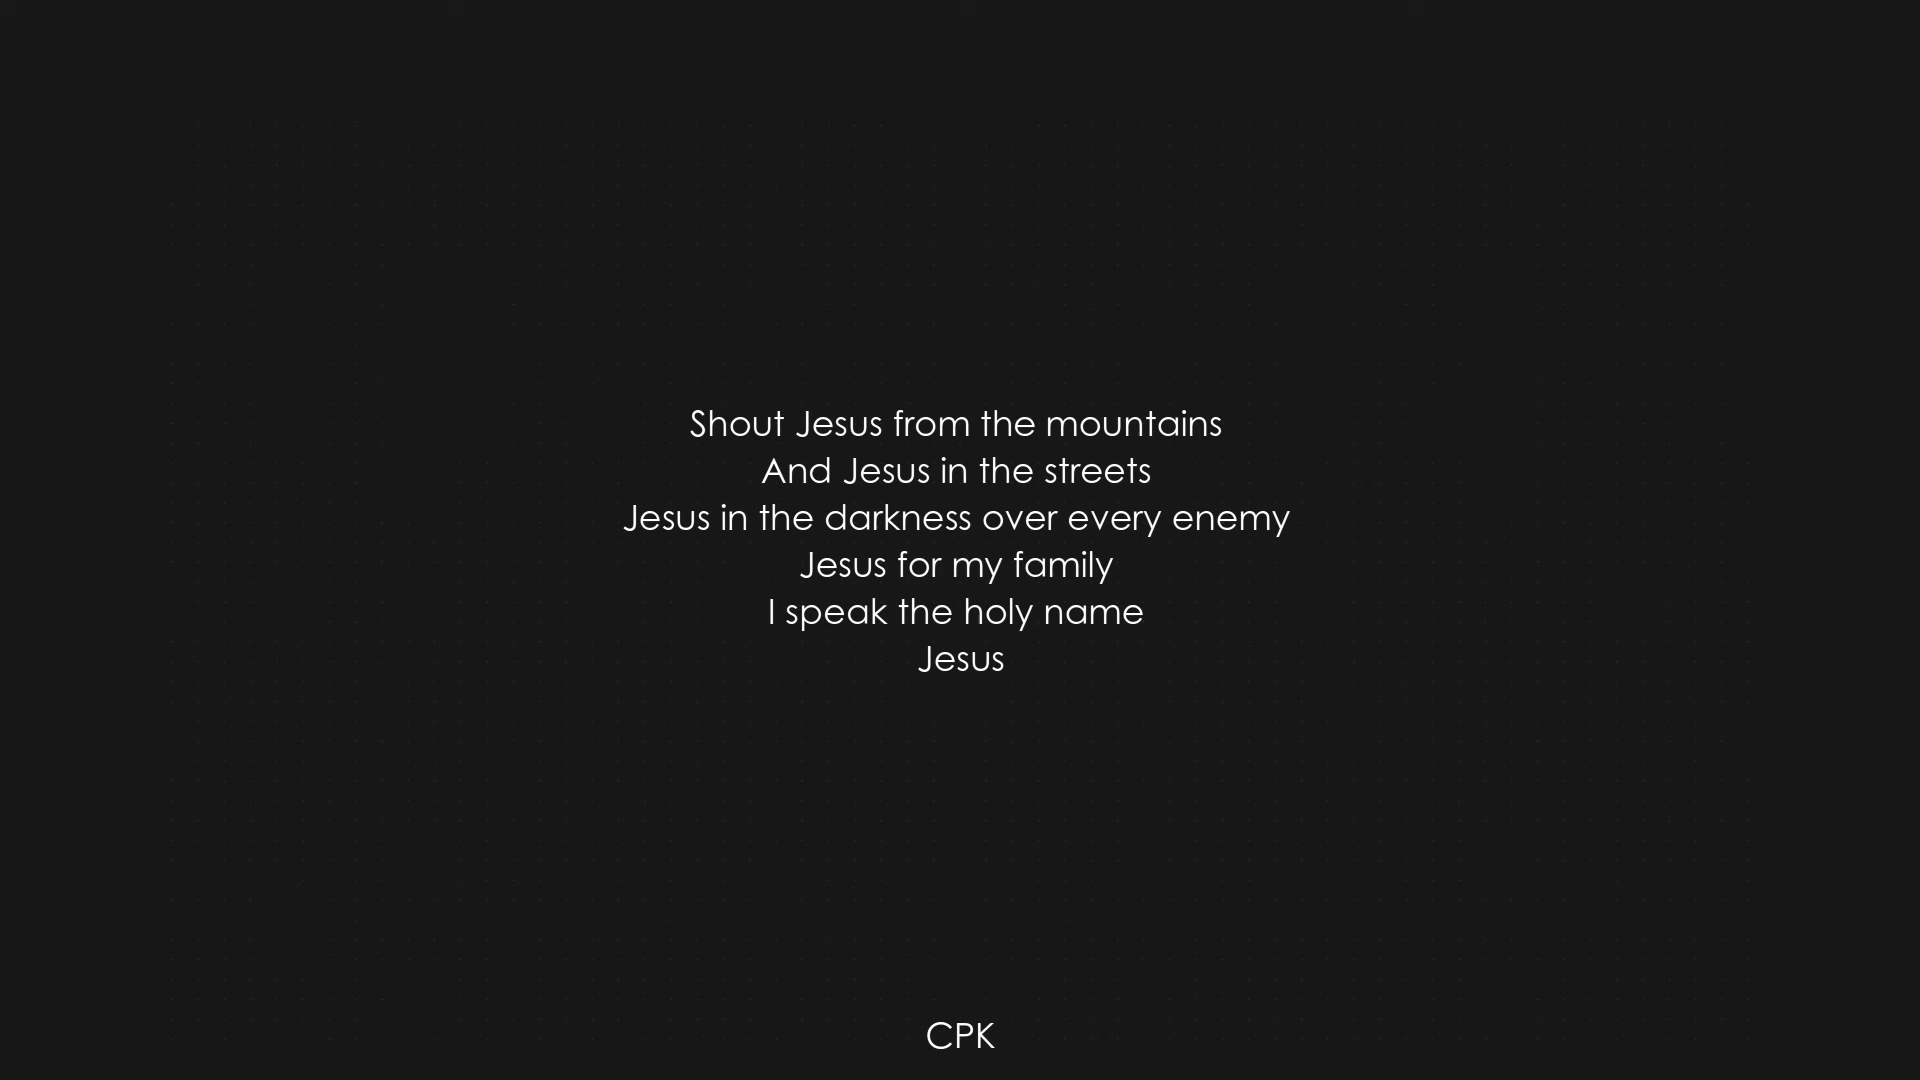 Shout Jesus from the mountains
And Jesus in the streets
Jesus in the darkness over every enemy
Jesus for my family
I speak the holy name
Jesus
CPK